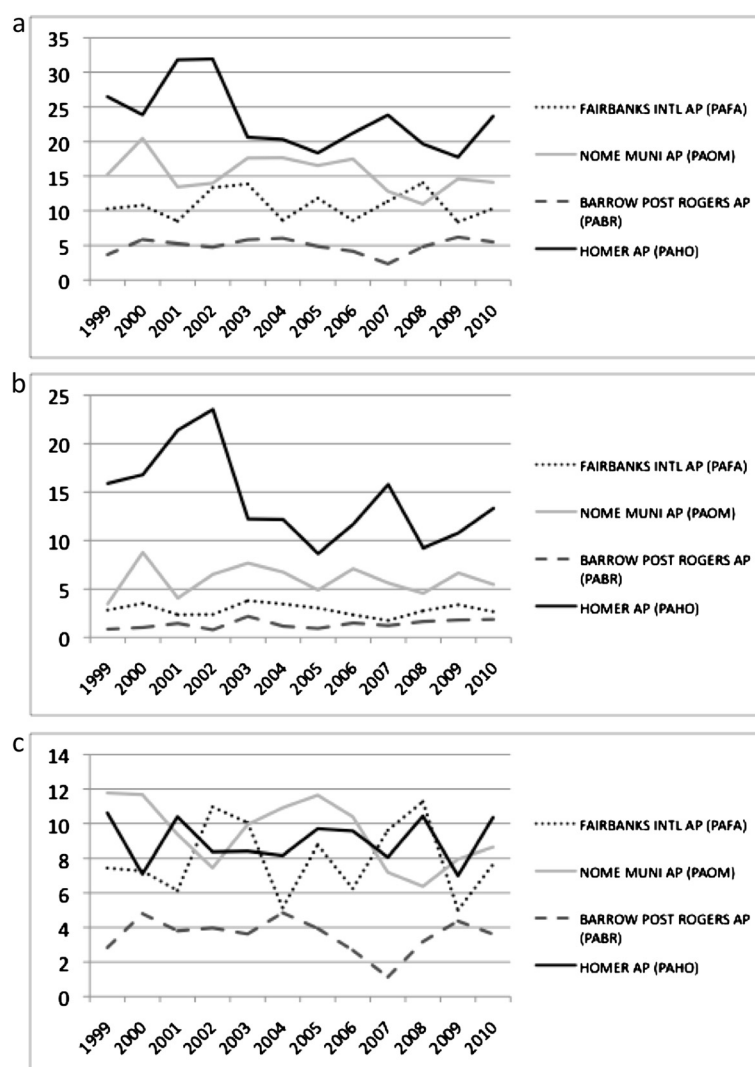 a
35
30
25
20
15
10
5
0
1999 2000 2001 2002 2003 2004 2005 2006 2007 2008 2009 2010
FAIRBANKS INTL AP (PAFA)
NOME MUNI AP (PAOM)
BARROW POST ROGERS AP
(PABR)
HOMER AP (PAHO)
b
25
20
15
10
5
0
1999 2000 2001 2002 2003 2004 2005 2006 2007 2008 2009 2010
FAIRBANKS INTL AP (PAFA)
NOME MUNI AP (PAOM)
BARROW POST ROGERS AP
(PABR)
HOMER AP (PAHO)
c
14
12
10
8
6
4
2
0
1999 2000 2001 2002 2003 2004 2005 2006 2007 2008 2009 2010
FAIRBANKS INTL AP (PAFA)
NOME MUNI AP (PAOM)
BARROW POST ROGERS AP
(PABR)
HOMER AP (PAHO)